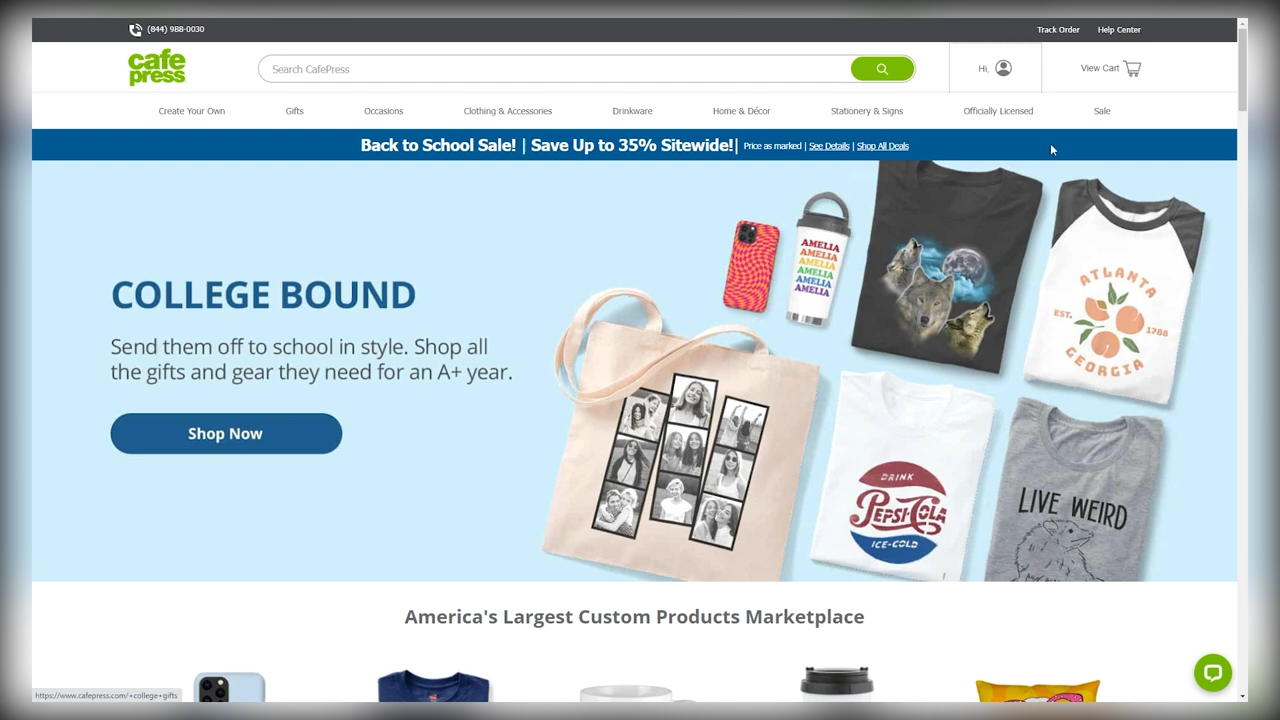 (844) 988-0030
Track Order
Help Center
cafe
press
Search CafePress
Hi,
View Cart
Create Your Own
Gifts
Occasions
Clothing & Accessories
Drinkware
Home & Décor
Stationery & Signs
Officially Licensed
Sale
Back to School Sale! | Save Up to 35% Sitewide!| Price as marked | See Details | Shop All Deals
COLLEGE BOUND
Send them off to school in style. Shop all
the gifts and gear they need for an A+ year.
Shop Now
AMELIA
AMELIA
AMELIA
AMELIA
AMELIA
AMELIA
ATLANTA
EST.
1788
GEORGIA
DRINK
PEPSI-COLA
ICE-COLD
LIVE WEIRD
America's Largest Custom Products Marketplace
https://www.cafepress.com/+college+gifts